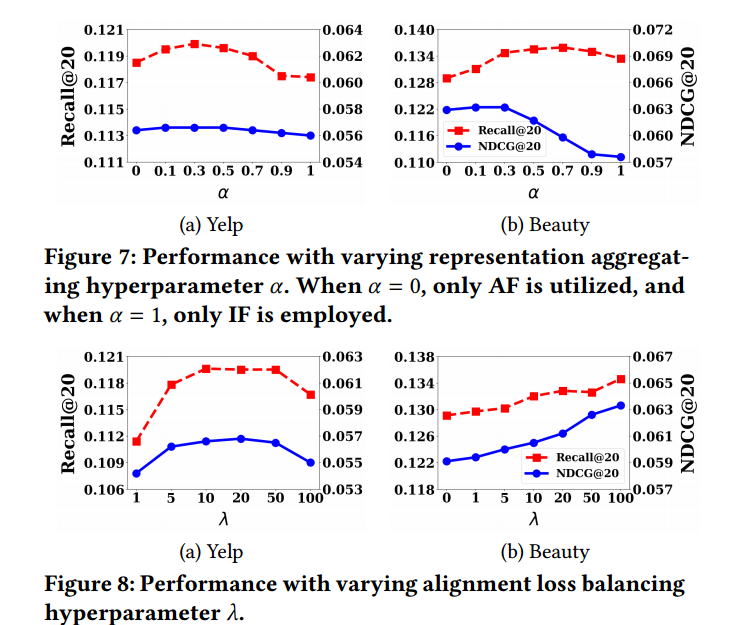 0.121 0.064 0.140 0.072
0.119 0.062 0.134 0.069
0.117 0.060 0.128 0.066
0.115 0.058 0.122 0.063
0.113 0.056 0.116 0.060
0.111 0.054 0.110 0.057
Recall@20
NDCG@20
Recall@20
NDCG@20
0 0.1 0.3 0.5 0.7 0.9 1 0 0.1 0.3 0.5 0.7 0.9 1
α α
(a) Yelp (b) Beauty
Figure 7: Performance with varying representation aggregat-
ing hyperparameter α. When α = 0, only AF is utilized, and
when α = 1, only IF is employed.
0.121 0.063 0.138 0.067
0.118 0.061 0.134 0.065
0.115 0.059 0.130 0.063
0.112 0.057 0.126 0.061
0.109 0.055 0.122 0.059
0.106 0.053 0.118 0.057
Recall@20
NDCG@20
Recall@20
NDCG@20
1 5 10 20 50 100 0 1 5 10 20 50 100
λ λ
(a) Yelp (b) Beauty
Figure 8: Performance with varying alignment loss balancing
hyperparameter λ.